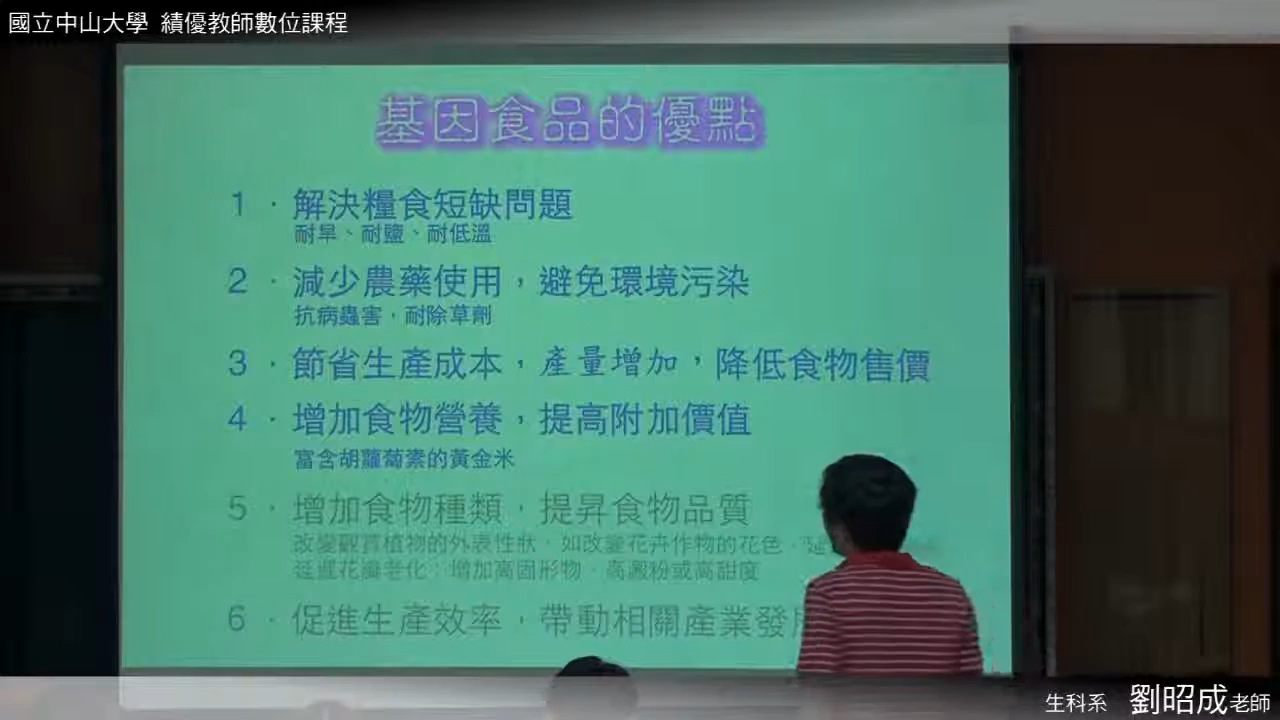 國立中山大學 績優教師數位課程
基因食品的優點
1．解決糧食短缺問題
耐旱、耐鹽、耐低溫
2．減少農藥使用，避免環境污染
抗病蟲害，耐除草劑
3．節省生產成本，產量增加，降低食物售價
4．增加食物營養，提高附加價值
富含胡蘿蔔素的黃金米
5．增加食物種類，提昇食物品質
改變觀賞植物的外表性狀，如改變花卉作物的花色、
延遲花瓣老化；增加高固形物、高澱粉或高甜度
6．促進生產效率，帶動相關產業發
生科系 劉昭成老師